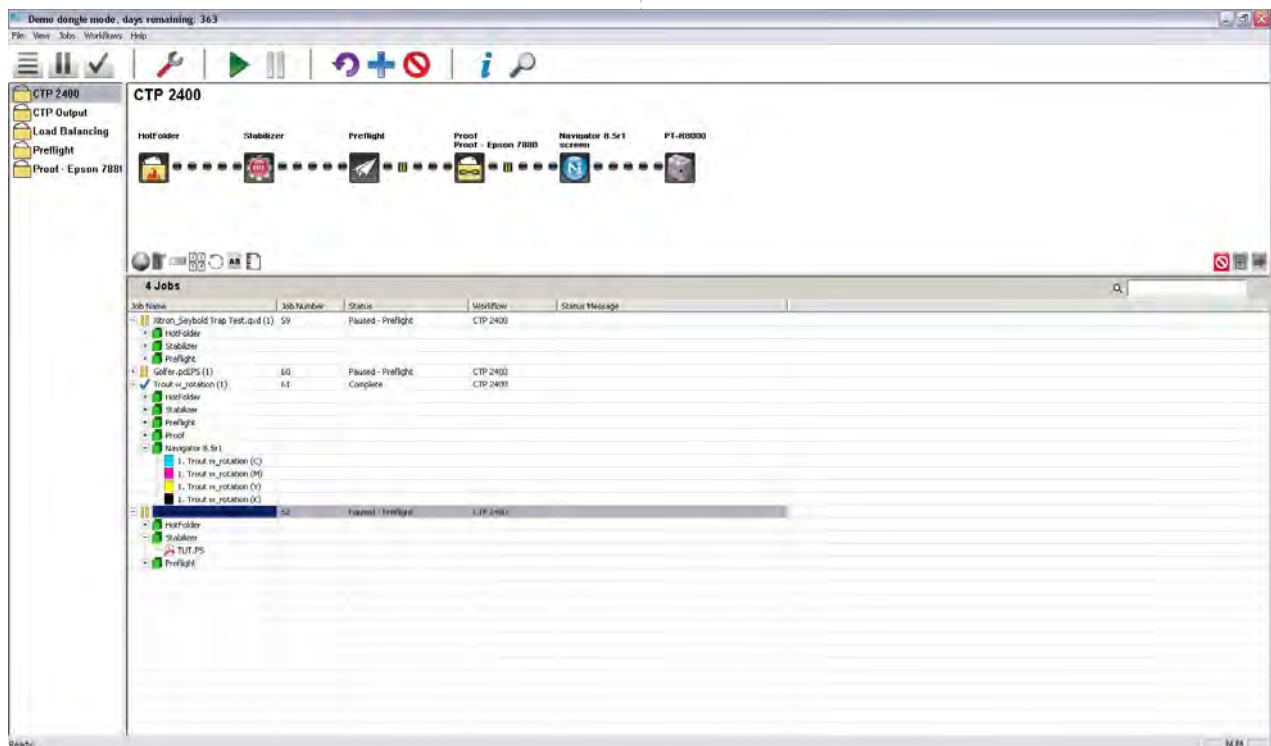 Demo dongle mode, days remaining: 363
File View Jobs Workflows Help
CTP 2400
CTP Output
Load Balancing
Preflight
Proof - Epson 788
CTP 2400
HotFolder Stabilizer Preflight Proof Navigator 8.5r1 PT-R8000
Proof - Epson 7880 screen
4 Jobs
Job Name Job Number Status Workflow Status Message
Xitron_Seybold Trap Test.qxd (1) 59 Paused - Preflight CTP 2400
HotFolder
Stabilizer
Preflight
Golfer.pdEPS (1) 60 Paused - Preflight CTP 2400
Trout w_rotation (1) 61 Complete CTP 2400
HotFolder
Stabilizer
Preflight
Proof
Navigator 8.5r1
1. Trout w_rotation (C)
1. Trout w_rotation (M)
1. Trout w_rotation (Y)
1. Trout w_rotation (K)
62 Paused - Preflight CTP 2400
HotFolder
Stabilizer
TUT.PS
Preflight
Ready NUM